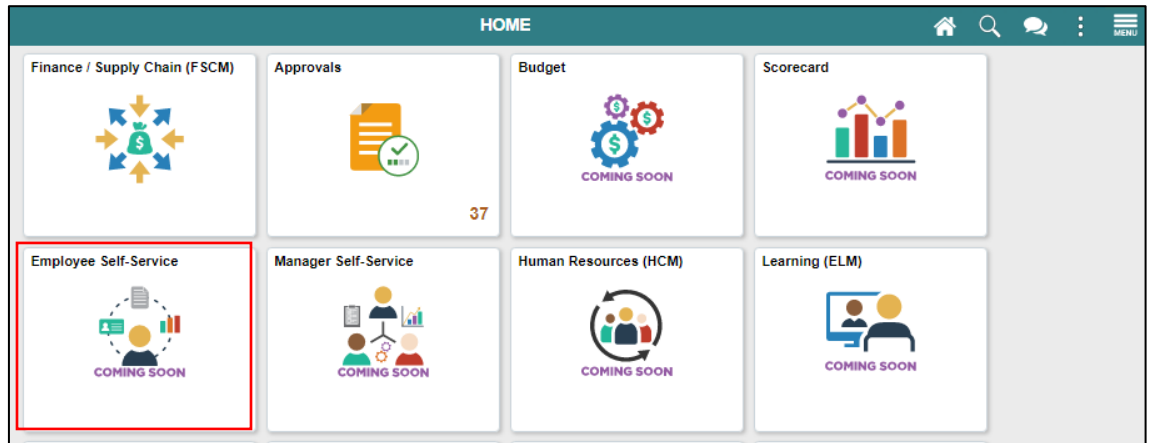 HOME
MENU
Finance / Supply Chain (FSCM)
Approvals
Budget
Scorecard
$
$
$
$
COMING SOON
COMING SOON
37
Employee Self-Service
Manager Self-Service
Human Resources (HCM)
Learning (ELM)
COMING SOON
COMING SOON
COMING SOON
COMING SOON